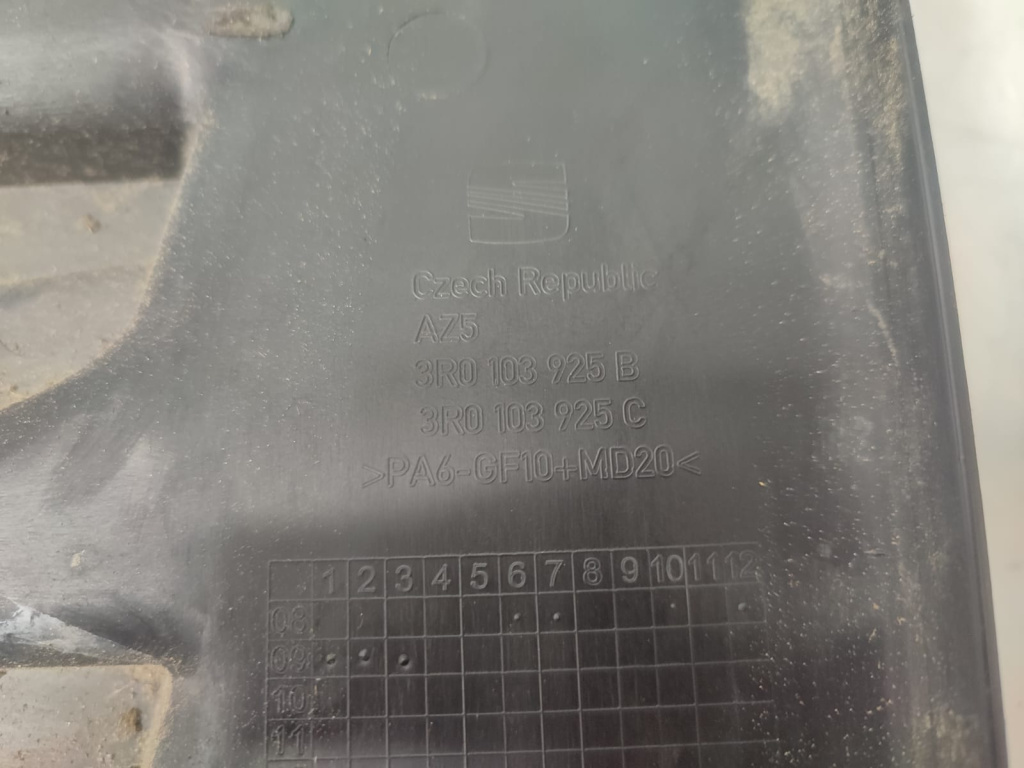 Czech Republic
AZ5
3R0 103 925 B
3R0 103 925 C
>PA6-GF10+MD20<
1 2 3 4 5 6 7 8 9 10 11 12
08
09
10
11